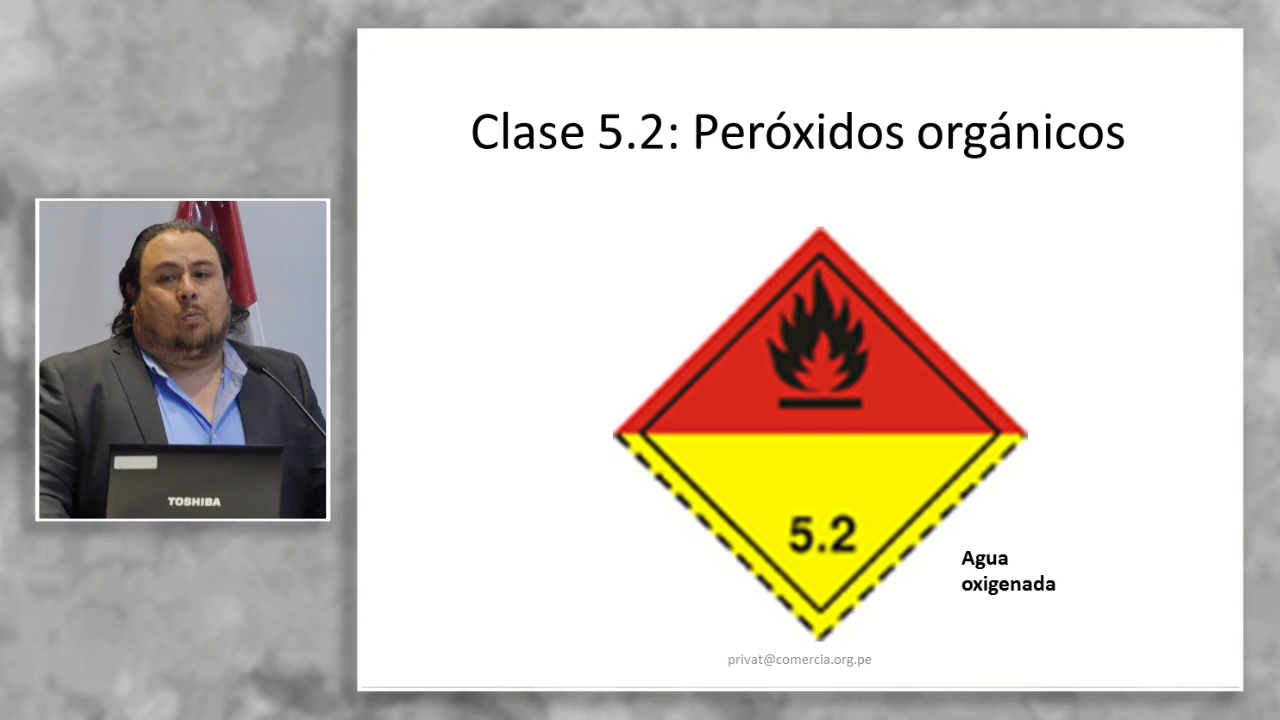 Clase 5.2: Peróxidos orgánicos
5.2
Agua
oxigenada
privat@comercia.org.pe
TOSHIBA